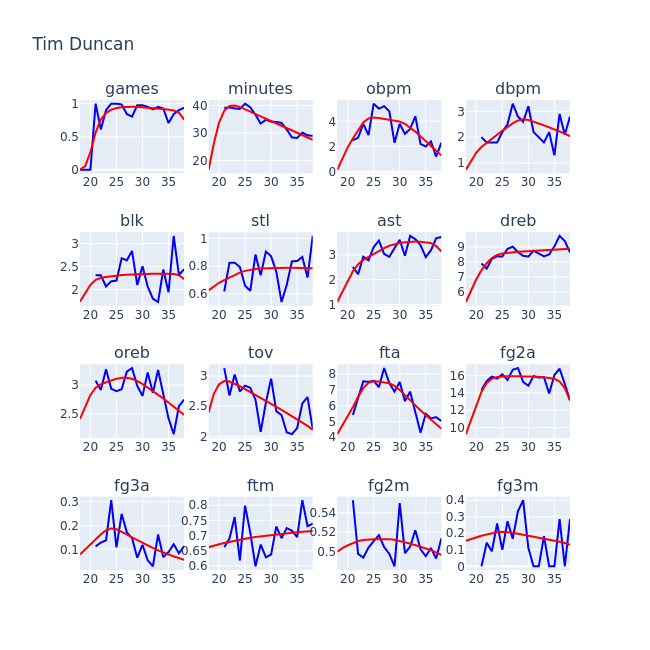 Tim Duncan
games minutes obpm dbpm
1 0.5 0 20 25 30 35
40 30 20 20 25 30 35
4 2 0 20 25 30 35
3 2 1 20 25 30 35
blk stl ast dreb
3 2.5 2 20 25 30 35
1 0.8 0.6 20 25 30 35
3 2 1 20 25 30 35
9 8 7 6 20 25 30 35
oreb tov fta fg2a
3 2.5 20 25 30 35
3 2.5 2 20 25 30 35
8 7 6 5 4 20 25 30 35
16 14 12 10 20 25 30 35
fg3a ftm fg2m fg3m
0.3 0.2 0.1 20 25 30 35
0.8 0.75 0.7 0.65 0.6 20 25 30 35
0.54 0.52 0.5 20 25 30 35
0.4 0.3 0.2 0.1 0 20 25 30 35